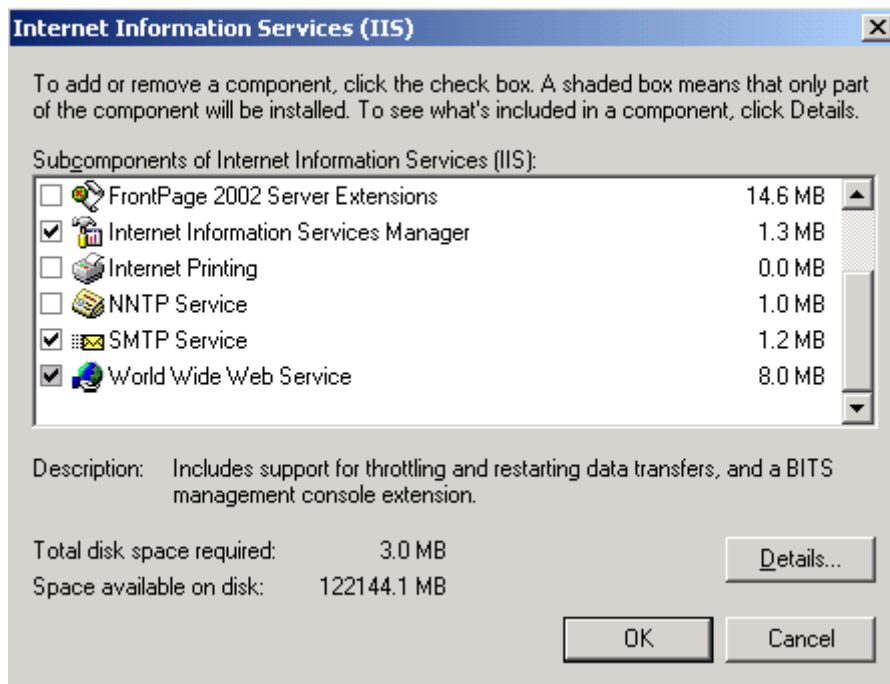 Internet Information Services (IIS)
To add or remove a component, click the check box. A shaded box means that only part
of the component will be installed. To see what's included in a component, click Details.
Subcomponents of Internet Information Services (IIS):
FrontPage 2002 Server Extensions 14.6 MB
Internet Information Services Manager 1.3 MB
Internet Printing 0.0 MB
NNTP Service 1.0 MB
SMTP Service 1.2 MB
World Wide Web Service 8.0 MB
Description: Includes support for throttling and restarting data transfers, and a BITS
management console extension.
Total disk space required: 3.0 MB
Space available on disk: 122144.1 MB
Details...
OK Cancel